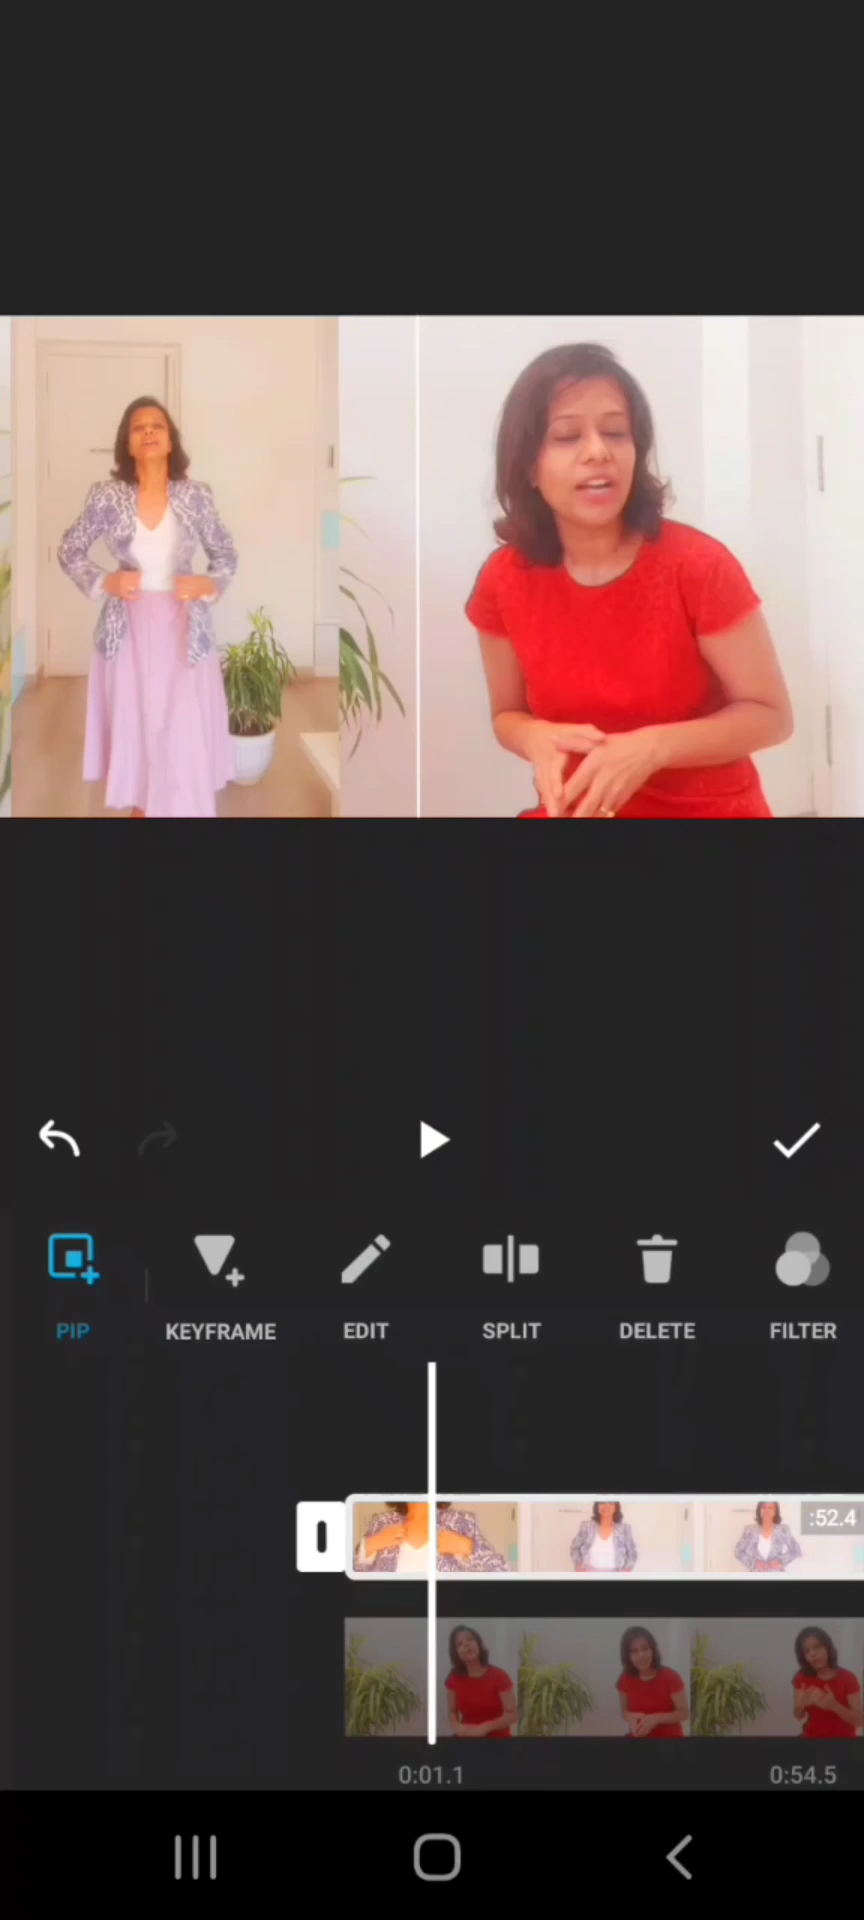 PIP
KEYFRAME
EDIT
SPLIT
DELETE
FILTER
:52.4
0:01.1
0:54.5